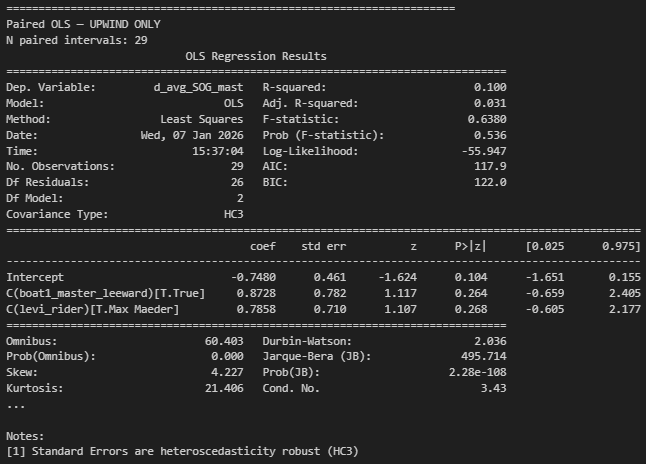 ======================================================================
Paired OLS — UPWIND ONLY
N paired intervals: 29
                            OLS Regression Results
==============================================================================
Dep. Variable:         d_avg_SOG_mast   R-squared:                       0.100
Model:                            OLS   Adj. R-squared:                  0.031
Method:                 Least Squares   F-statistic:                    0.6380
Date:                Wed, 07 Jan 2026   Prob (F-statistic):              0.536
Time:                        15:37:04   Log-Likelihood:                -55.947
No. Observations:                  29   AIC:                             117.9
Df Residuals:                      26   BIC:                             122.0
Df Model:                           2
Covariance Type:                  HC3
===================================================================================================
                                      coef    std err          z      P>|z|      [0.025      0.975]
---------------------------------------------------------------------------------------------------
Intercept                          -0.7480      0.461     -1.624      0.104      -1.651       0.155
C(boat1_master_leeward)[T.True]     0.8728      0.782      1.117      0.264      -0.659       2.405
C(levi_rider)[T.Max Maeder]         0.7858      0.710      1.107      0.268      -0.605       2.177
==============================================================================
Omnibus:                       60.403   Durbin-Watson:                   2.036
Prob(Omnibus):                  0.000   Jarque-Bera (JB):              495.714
Skew:                           4.227   Prob(JB):                    2.28e-108
Kurtosis:                      21.406   Cond. No.                         3.43
...

Notes:
[1] Standard Errors are heteroscedasticity robust (HC3)